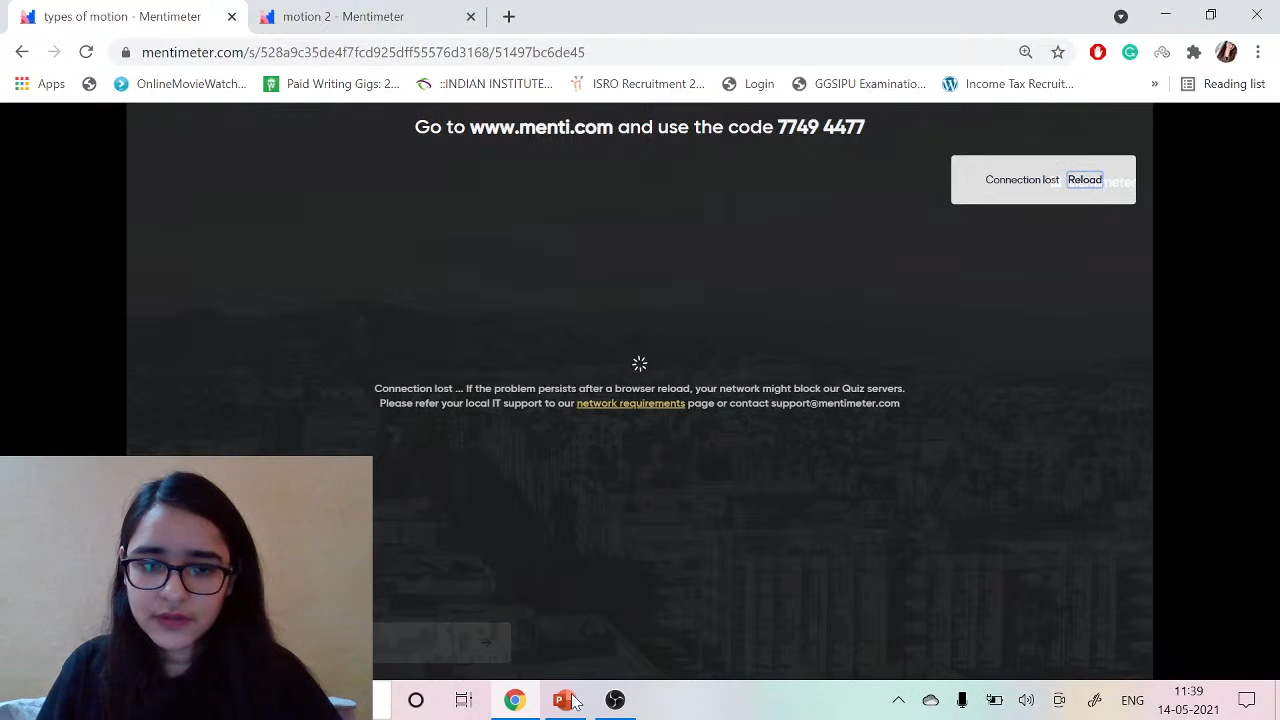 types of motion - Mentimeter
motion 2 - Mentimeter
mentimeter.com/s/528a9c35de4f7fcd925dff55576d3168/51497bc6de45
Apps
OnlineMovieWatch...
Paid Writing Gigs: 2...
::INDIAN INSTITUTE...
ISRO Recruitment 2...
Login
GGSIPU Examinatio...
Income Tax Recruit...
»
Reading list
Go to www.menti.com and use the code 7749 4477
Connection lost Reload
Connection lost ... If the problem persists after a browser reload, your network might block our Quiz servers.
Please refer your local IT support to our network requirements page or contact support@mentimeter.com
ENG
11:39
14-05-2021